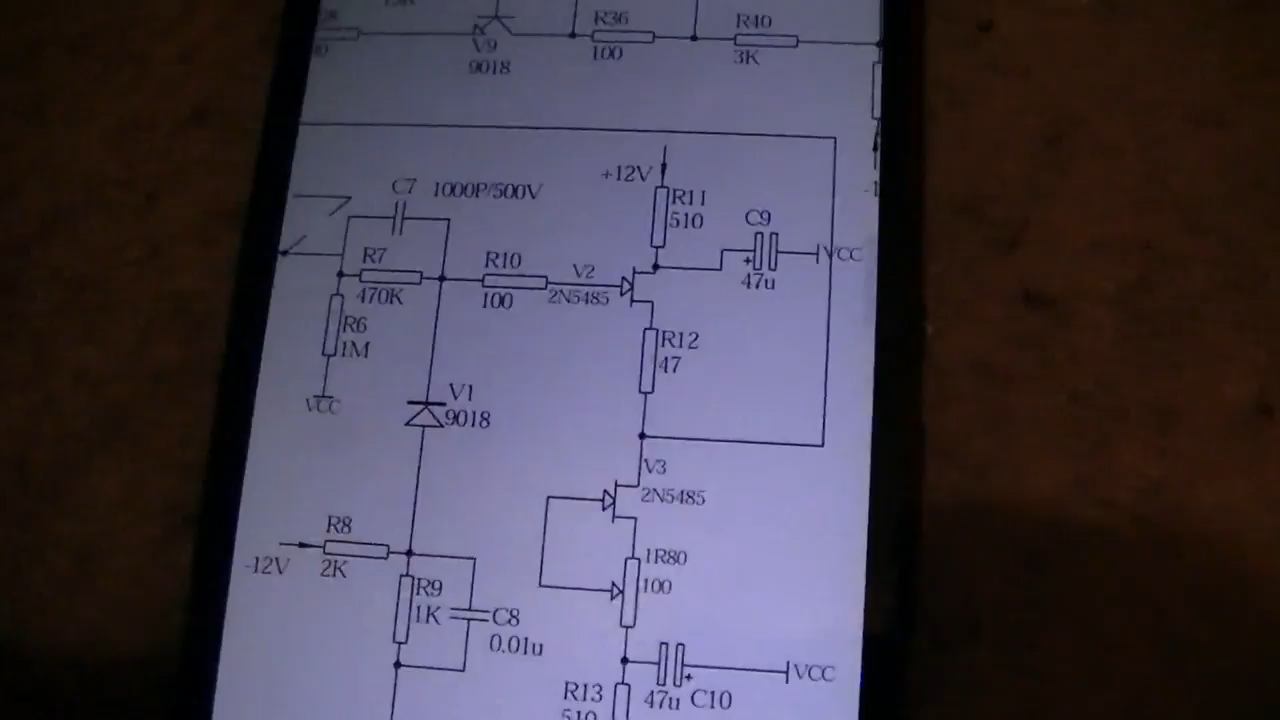 R36
100
R40
3K
V9
9018
C7 1000P/500V
+12V
R11
510
C9
VCC
+
47u
R7
470K
R10
100
V2
2N5485
R6
1M
VCC
R12
47
V1
9018
V3
2N5485
R8
-12V
2K
R9
1K
C8
0.01u
1R80
100
VCC
+
R13
510
47u C10